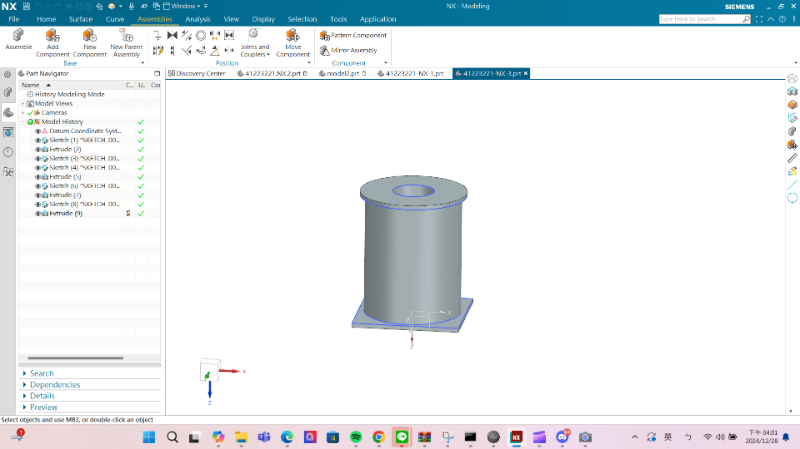 NX
Window
NX - Modeling
SIEMENS
File Home Surface Curve Assemblies Analysis View Display Selection Tools Application
Type Here to Search
Assemble
Add Component
New Component
New Parent Assembly
Joints and Couplers
Move Component
Pattern Component
Mirror Assembly
Base Position Component
Part Navigator
Discovery Center
41223221,NX,2.prt
model2.prt
41223221-NX-1.prt
41223221-NX-3.prt
Name C... U... Cor
History Modeling Mode
Model Views
Cameras
Model History
Datum Coordinate Syst...
Sketch (1) "SKETCH_00...
Extrude (2)
Sketch (3) "SKETCH_00...
Sketch (4) "SKETCH_00...
Extrude (5)
Sketch (6) "SKETCH_00...
Extrude (7)
Sketch (8) "SKETCH_00...
Extrude (9)
X
Z
Search
Dependencies
Details
Preview
Select objects and use MB3, or double-click an object
NX
英
下午 04:01
2024/12/28